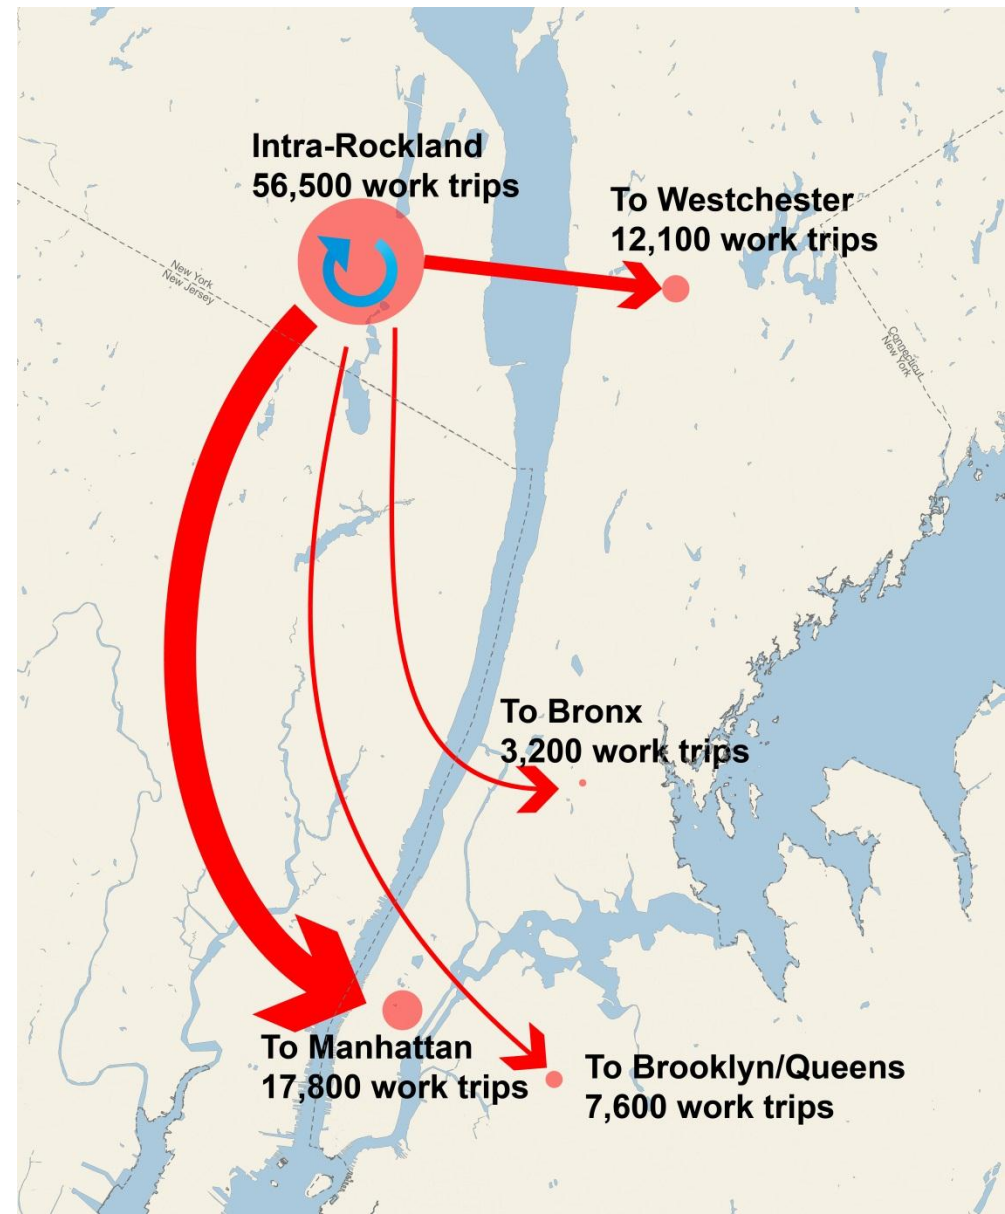 Intra-Rockland
56,500 work trips
To Westchester
12,100 work trips
New York
New Jersey
Connecticut
New York
To Bronx
3,200 work trips
To Manhattan
17,800 work trips
To Brooklyn/Queens
7,600 work trips